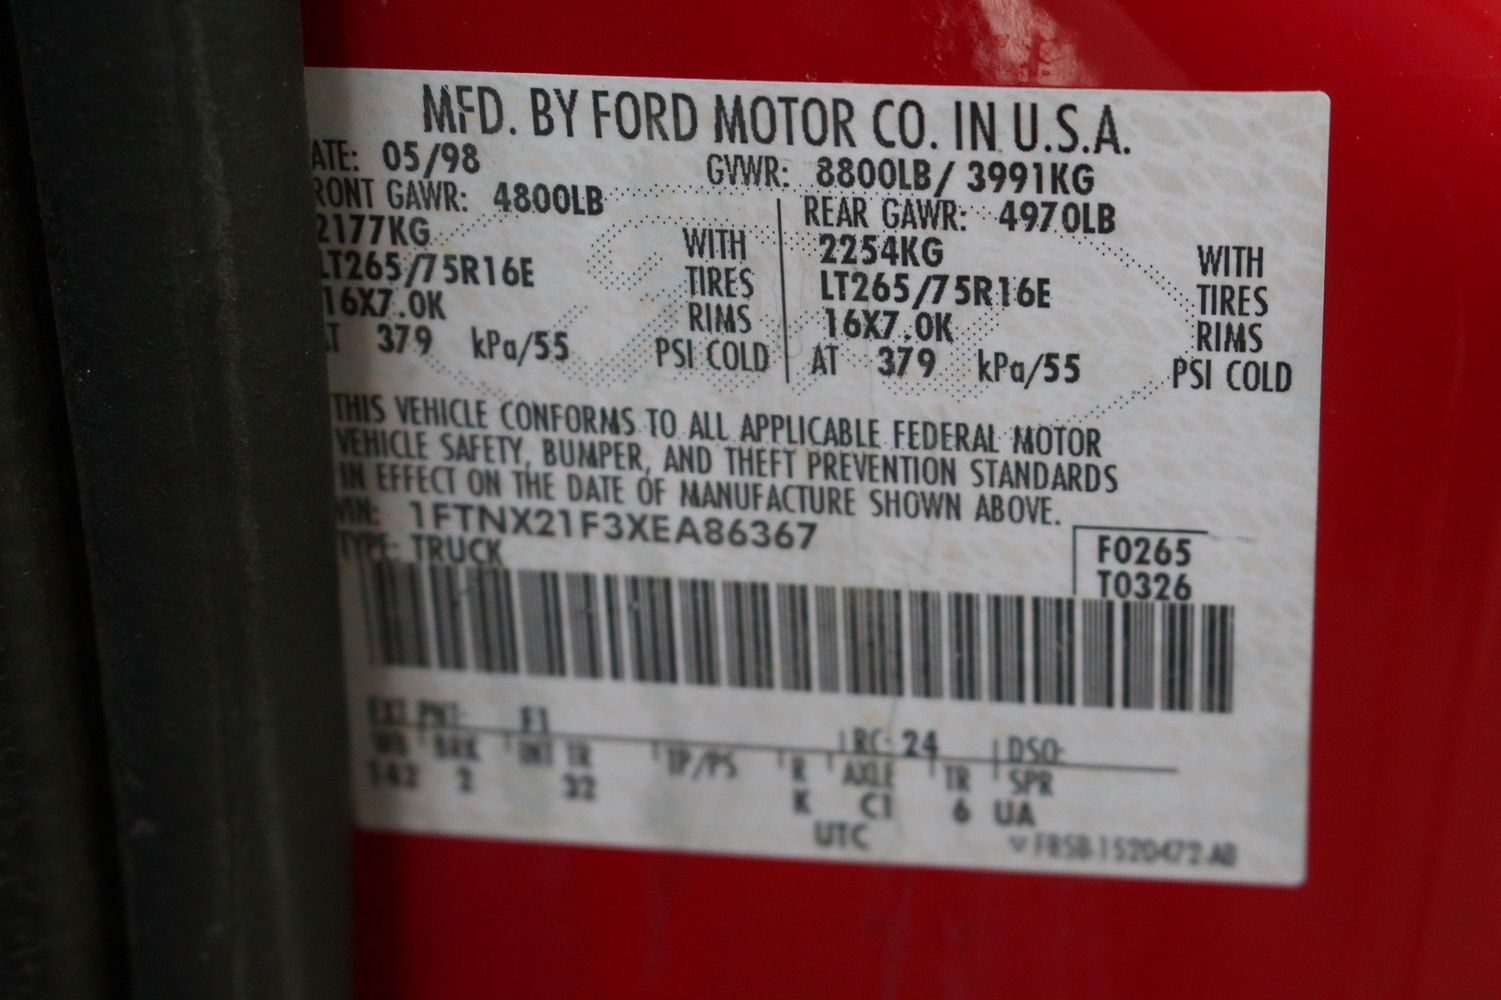 MFD. BY FORD MOTOR CO. IN U.S.A.
ATE: 05/98 GVWR: 8800LB/ 3991KG
RONT GAWR: 4800LB REAR GAWR: 4970LB
2177KG WITH 2254KG WITH
LT265/75R16E TIRES LT265/75R16E TIRES
16X7.0K RIMS 16X7.0K RIMS
AT 379 kPa/55 PSI COLD AT 379 kPa/55 PSI COLD
THIS VEHICLE CONFORMS TO ALL APPLICABLE FEDERAL MOTOR
VEHICLE SAFETY, BUMPER, AND THEFT PREVENTION STANDARDS
IN EFFECT ON THE DATE OF MANUFACTURE SHOWN ABOVE.
VIN: 1FTNX21F3XEA86367
TYPE: TRUCK F0265
T0326
EXT PNT: F1 RC: 24 DSO:
WB BRK INT TR TP/PS R AXLE TR SPR
142 2 32 K C1 6 UA
UTC